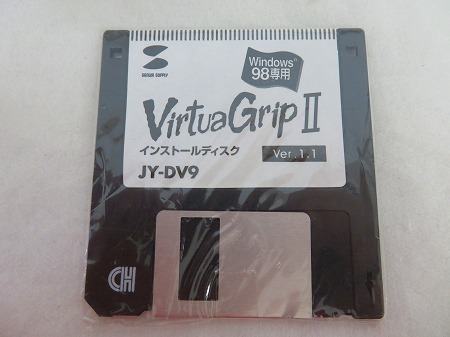 SANWA SUPPLY
Windows®
98専用
VirtuaGrip II
インストールディスク
Ver.1.1
JY-DV9
CH